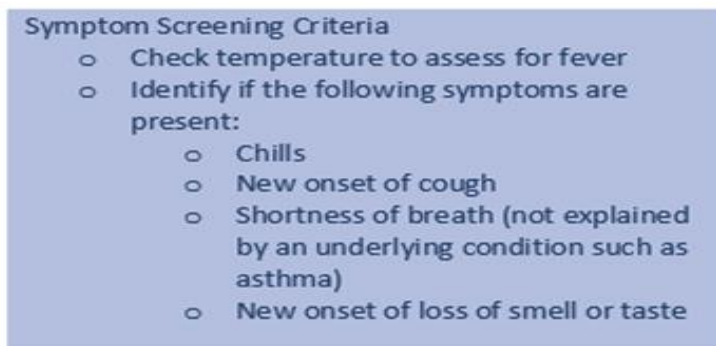 Symptom Screening Criteria
o Check temperature to assess for fever
o Identify if the following symptoms are
present:
o Chills
o New onset of cough
o Shortness of breath (not explained
by an underlying condition such as
asthma)
o New onset of loss of smell or taste